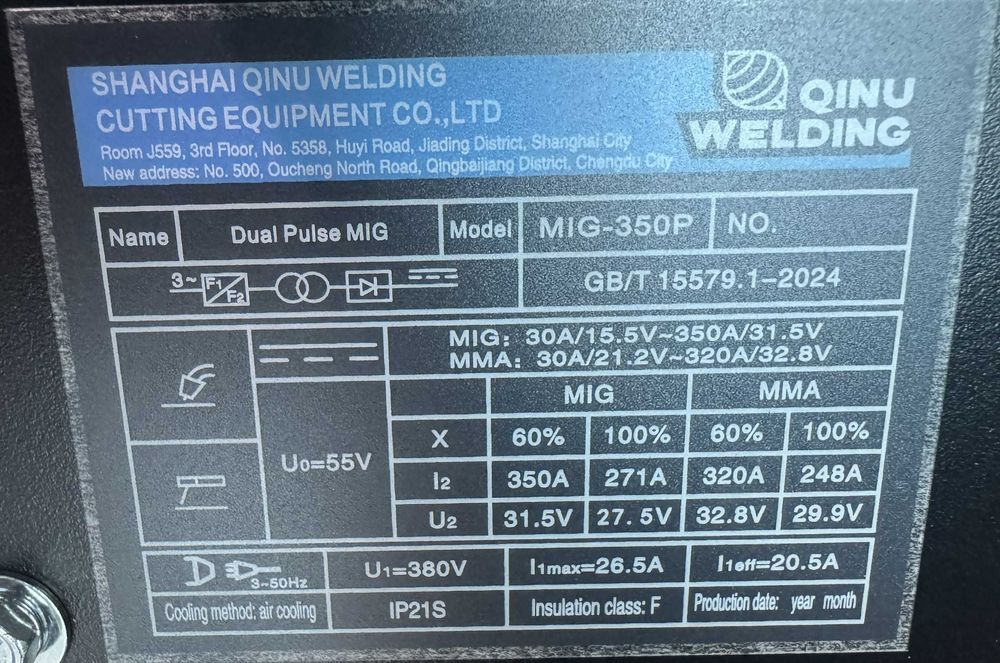 SHANGHAI QINU WELDING
CUTTING EQUIPMENT CO.,LTD
Room J559, 3rd Floor, No. 5358, Huyi Road, Jiading District, Shanghai City
New address: No. 500, Oucheng North Road, Qingbaijiang District, Chengdu City
QINU
WELDING
Name Dual Pulse MIG Model MIG-350P NO.
3~ F1/F2 GB/T 15579.1-2024
MIG: 30A/15.5V~350A/31.5V
MMA: 30A/21.2V~320A/32.8V
MIG MMA
U0=55V
X 60% 100% 60% 100%
I2 350A 271A 320A 248A
U2 31.5V 27.5V 32.8V 29.9V
3~50Hz U1=380V I1max=26.5A I1eff=20.5A
Cooling method: air cooling IP21S Insulation class: F Production date: year month